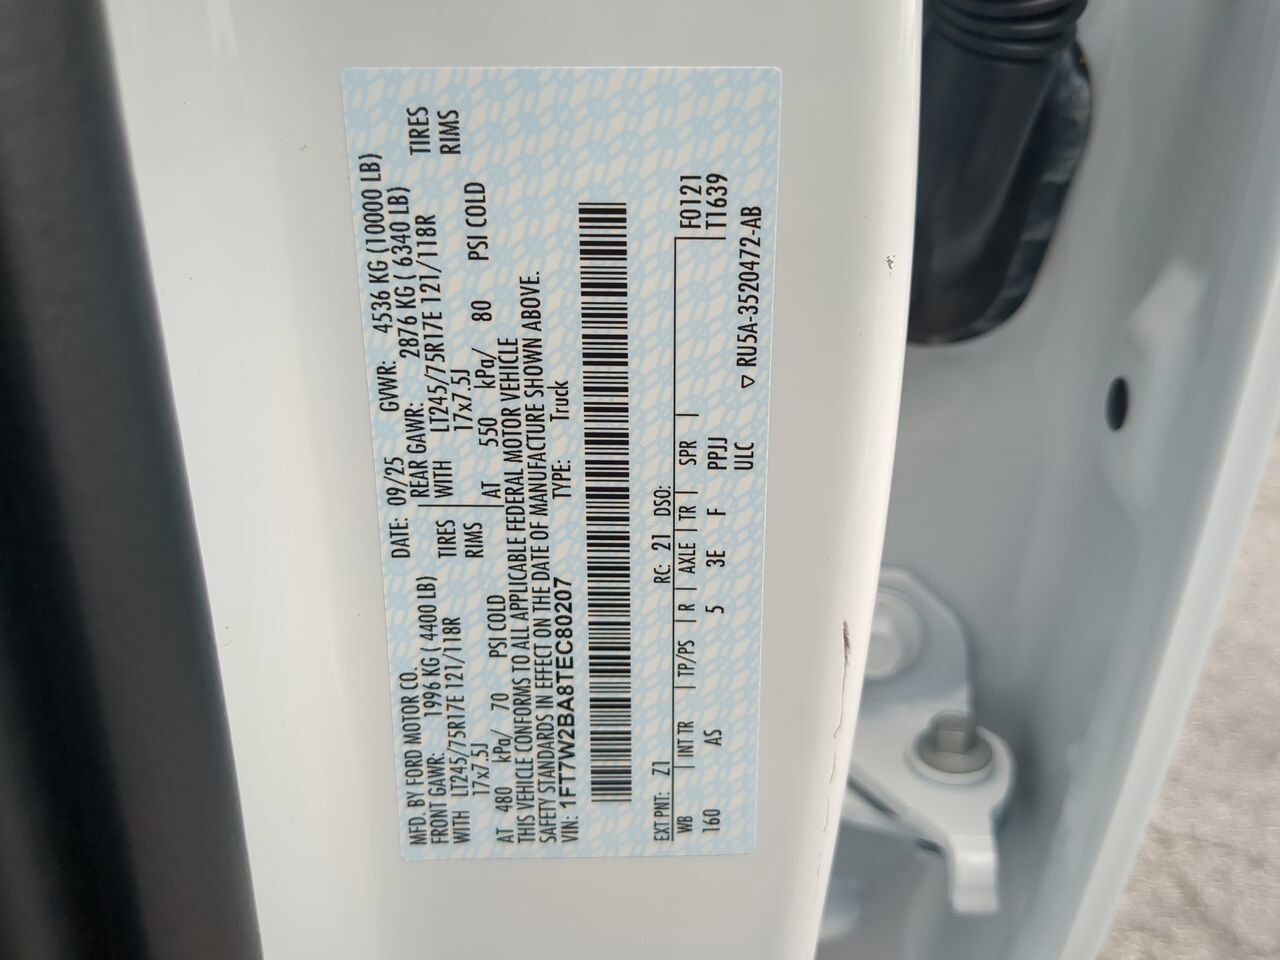 MFD. BY FORD MOTOR CO.
DATE: 09/25 GVWR: 4536 KG (10000 LB)
FRONT GAWR: 1996 KG ( 4400 LB)
REAR GAWR: 2876 KG ( 6340 LB)
WITH LT245/75R17E 121/118R TIRES
WITH LT245/75R17E 121/118R TIRES
17x7.5J RIMS
17x7.5J RIMS
AT 480 kPa/ 70 PSI COLD
AT 550 kPa/ 80 PSI COLD
THIS VEHICLE CONFORMS TO ALL APPLICABLE FEDERAL MOTOR VEHICLE
SAFETY STANDARDS IN EFFECT ON THE DATE OF MANUFACTURE SHOWN ABOVE.
VIN: 1FT7W2BA8TEC80207 TYPE: Truck
EXT PNT: Z1 RC: 21 DSO:
WB | INT TR | TP/PS | R | AXLE | TR | SPR | F0121
160 AS 5 3E F PPJJ T1639
ULC ▽ RU5A-3520472-AB